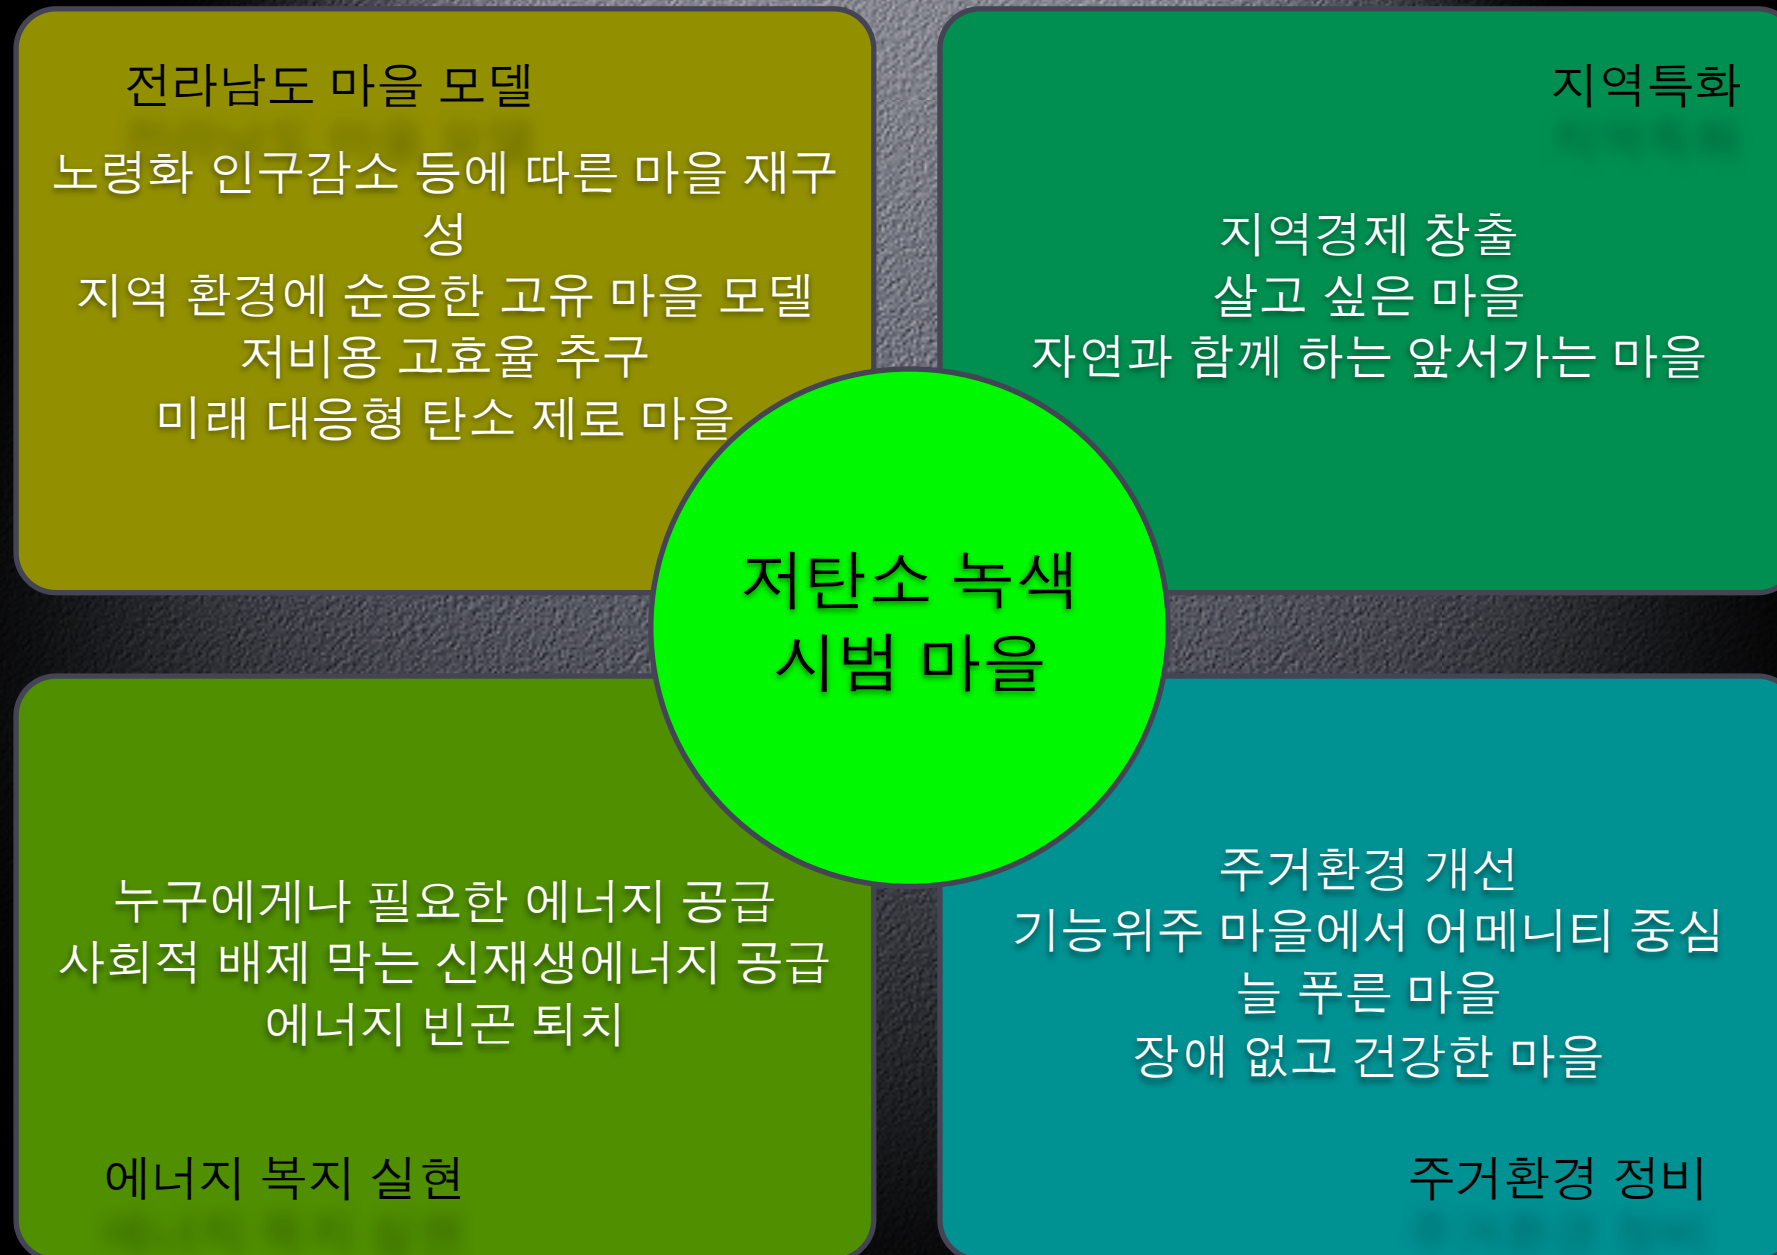 전라남도 마을 모델
노령화 인구감소 등에 따른 마을 재구
성
지역 환경에 순응한 고유 마을 모델
저비용 고효율 추구
미래 대응형 탄소 제로 마을
지역특화
지역경제 창출
살고 싶은 마을
자연과 함께 하는 앞서가는 마을
저탄소 녹색
시범 마을
누구에게나 필요한 에너지 공급
사회적 배제 막는 신재생에너지 공급
에너지 빈곤 퇴치
에너지 복지 실현
주거환경 개선
기능위주 마을에서 어메니티 중심
늘 푸른 마을
장애 없고 건강한 마을
주거환경 정비